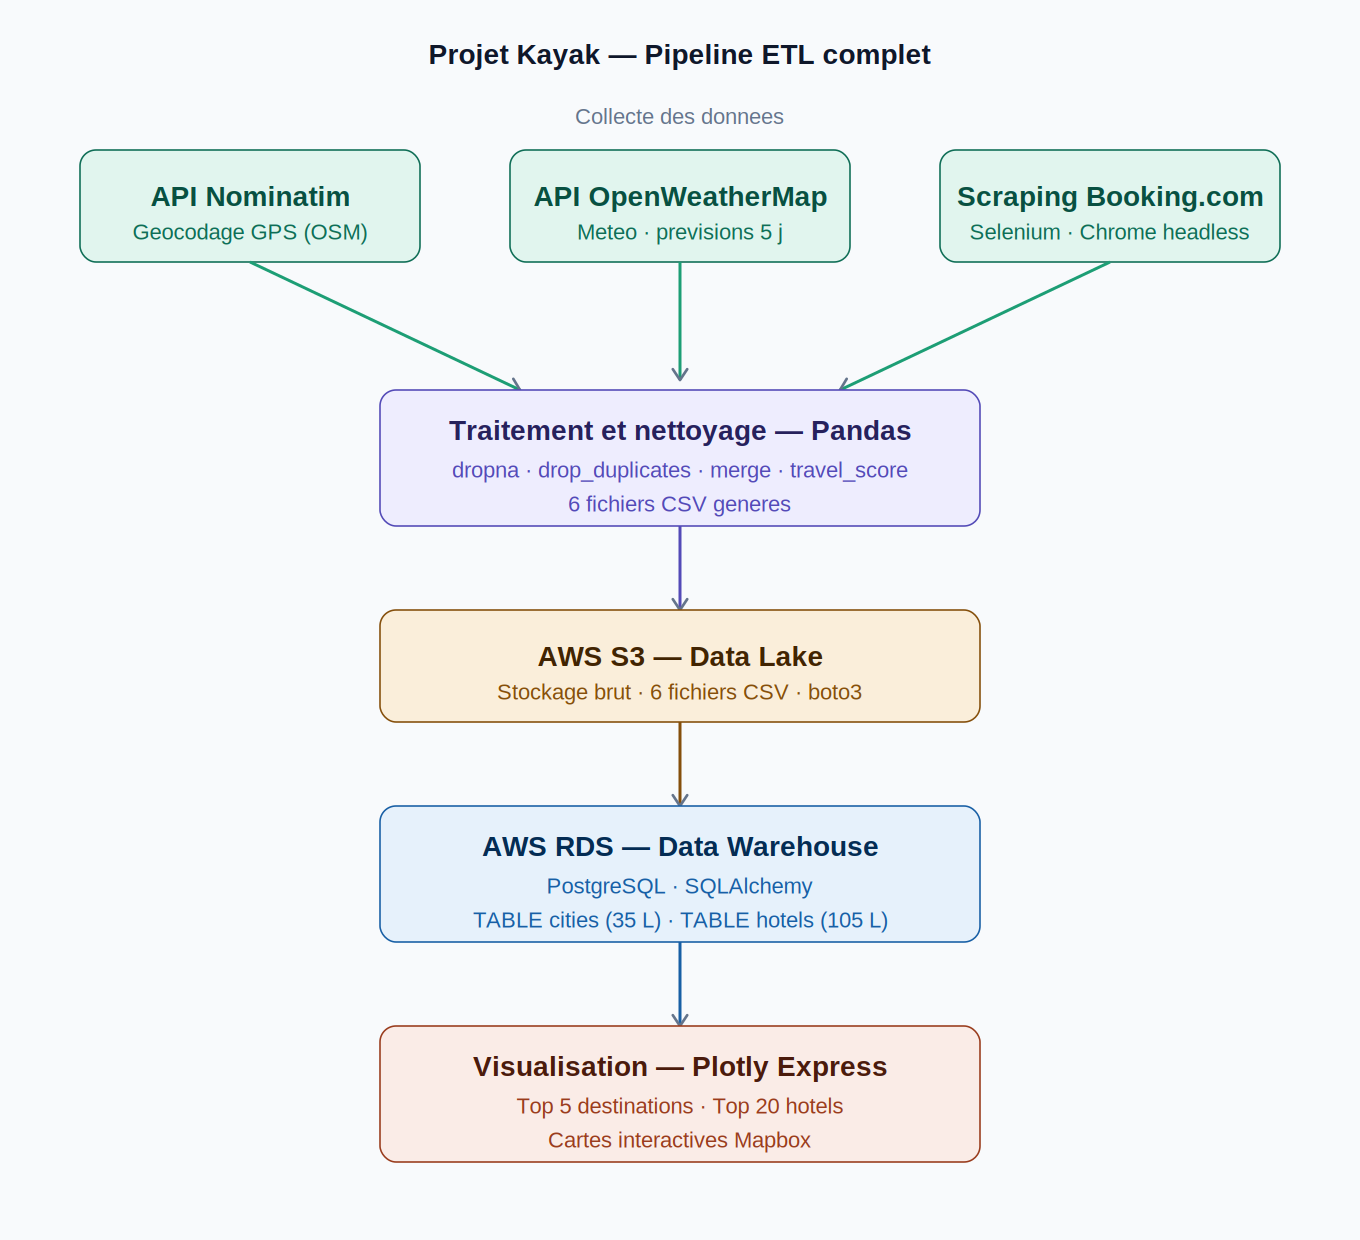 Projet Kayak — Pipeline ETL complet
Collecte des donnees
API Nominatim
Geocodage GPS (OSM)
API OpenWeatherMap
Meteo · previsions 5 j
Scraping Booking.com
Selenium · Chrome headless
Traitement et nettoyage — Pandas
dropna · drop_duplicates · merge · travel_score
6 fichiers CSV generes
AWS S3 — Data Lake
Stockage brut · 6 fichiers CSV · boto3
AWS RDS — Data Warehouse
PostgreSQL · SQLAlchemy
TABLE cities (35 L) · TABLE hotels (105 L)
Visualisation — Plotly Express
Top 5 destinations · Top 20 hotels
Cartes interactives Mapbox